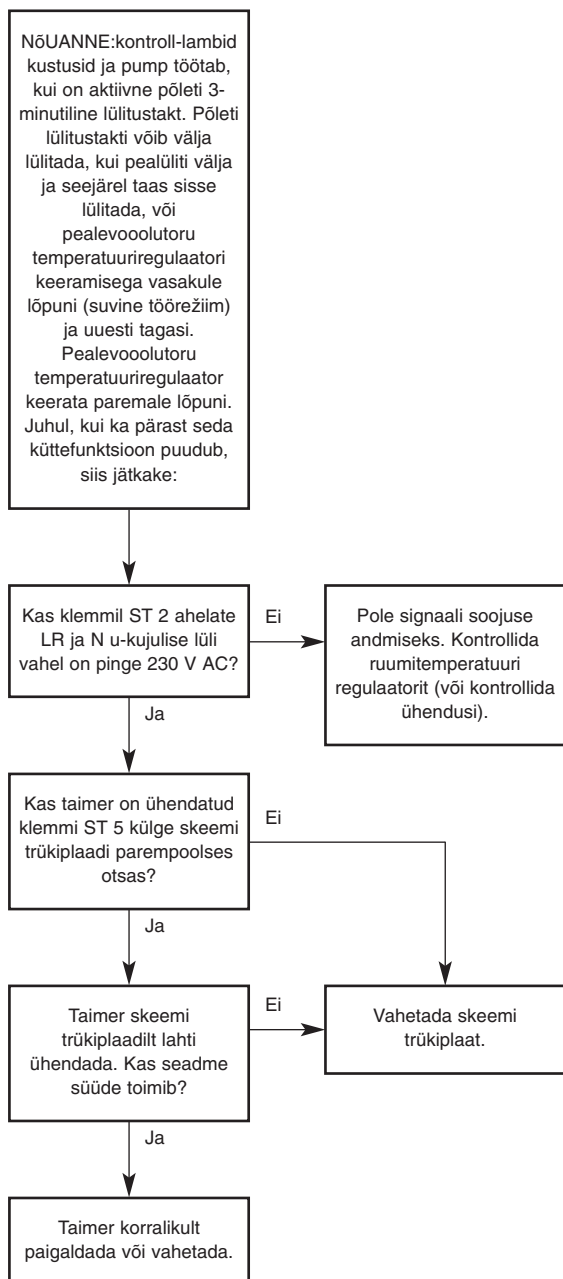 NõUANNE:kontroll-lambid
kustusid ja pump töötab,
kui on aktiivne põleti 3-
minutiline lülitustakt. Põleti
lülitustakti võib välja
lülitada, kui pealüliti välja
ja seejärel taas sisse
lülitada, või
pealevooolutoru
temperatuuriregulaatori
keeramisega vasakule
lõpuni (suvine töörežiim)
ja uuesti tagasi.
Pealevooolutoru
temperatuuriregulaator
keerata paremale lõpuni.
Juhul, kui ka pärast seda
küttefunktsioon puudub,
siis jätkake:
Kas klemmil ST 2 ahelate
LR ja N u-kujulise lüli
vahel on pinge 230 V AC?
Ei
Pole signaali soojuse
andmiseks. Kontrollida
ruumitemperatuuri
regulaatorit (või kontrollida
ühendusi).
Ja
Kas taimer on ühendatud
klemmi ST 5 külge skeemi
trükiplaadi parempoolses
otsas?
Ei
Ja
Taimer skeemi
trükiplaadilt lahti
ühendada. Kas seadme
süüde toimib?
Ei
Vahetada skeemi
trükiplaat.
Ja
Taimer korralikult
paigaldada või vahetada.